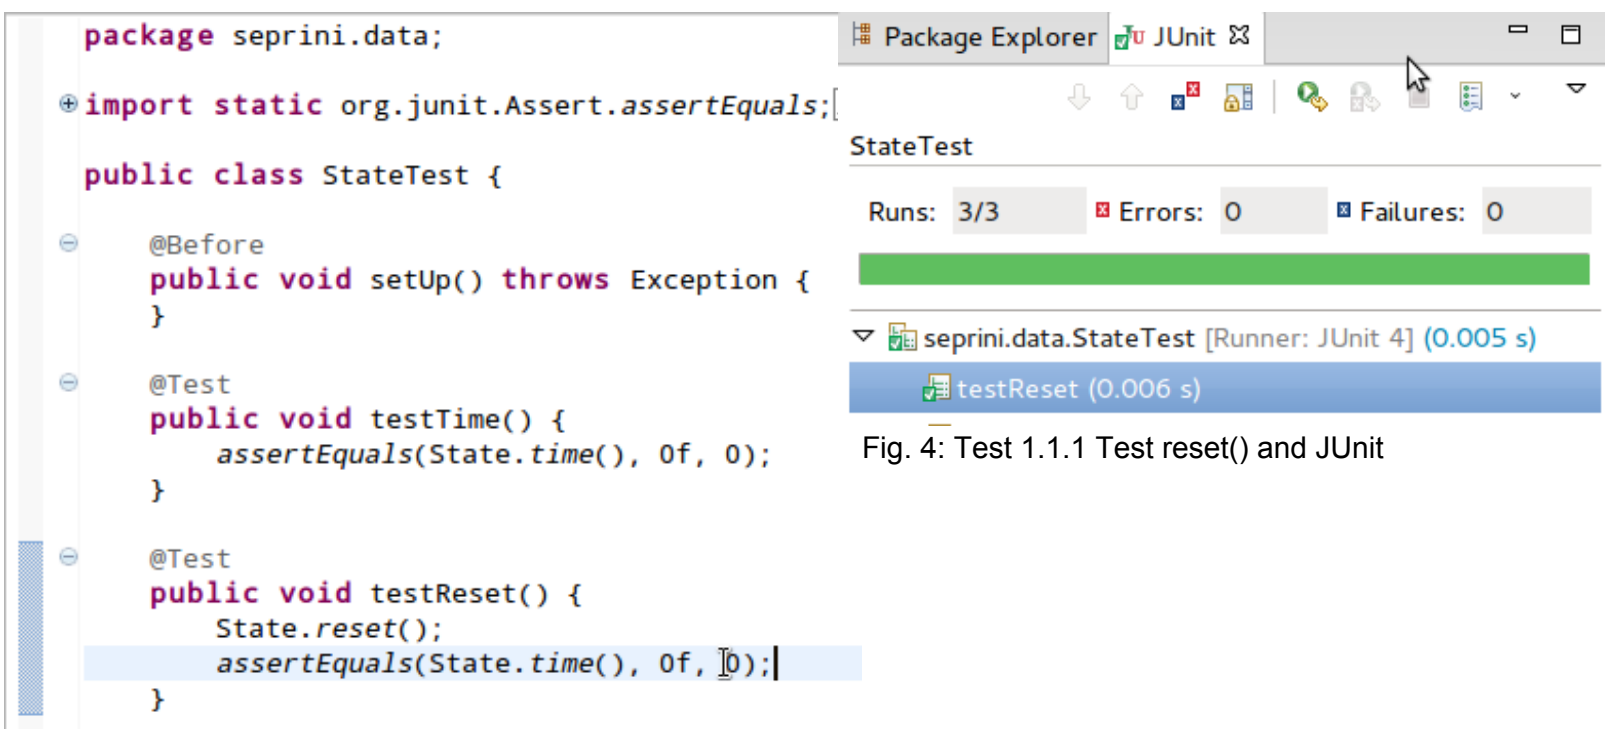 package seprini.data;
import static org.junit.Assert.assertEquals;
public class StateTest {
@Before
public void setUp() throws Exception {
}
@Test
public void testTime() {
assertEquals(State.time(), 0f, 0);
}
@Test
public void testReset() {
State.reset();
assertEquals(State.time(), 0f, 0);
}
Package Explorer JUnit
StateTest
Runs: 3/3 Errors: 0 Failures: 0
seprini.data.StateTest [Runner: JUnit 4] (0.005 s)
testReset (0.006 s)
Fig. 4: Test 1.1.1 Test reset() and JUnit